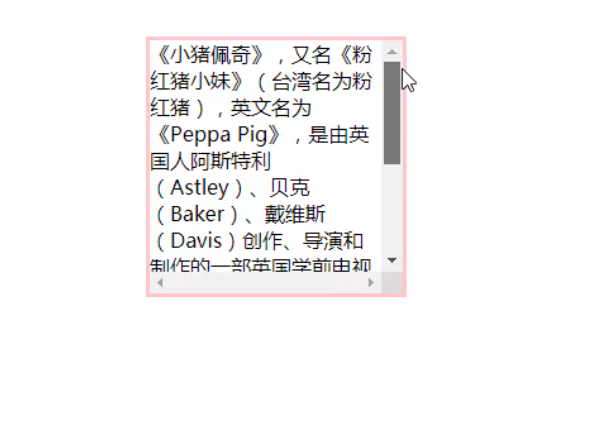 《小猪佩奇》，又名《粉
红猪小妹》（台湾名为粉
红猪），英文名为
《Peppa Pig》，是由英
国人阿斯特利
（Astley）、贝克
（Baker）、戴维斯
（Davis）创作、导演和
制作的一部英国学前电视